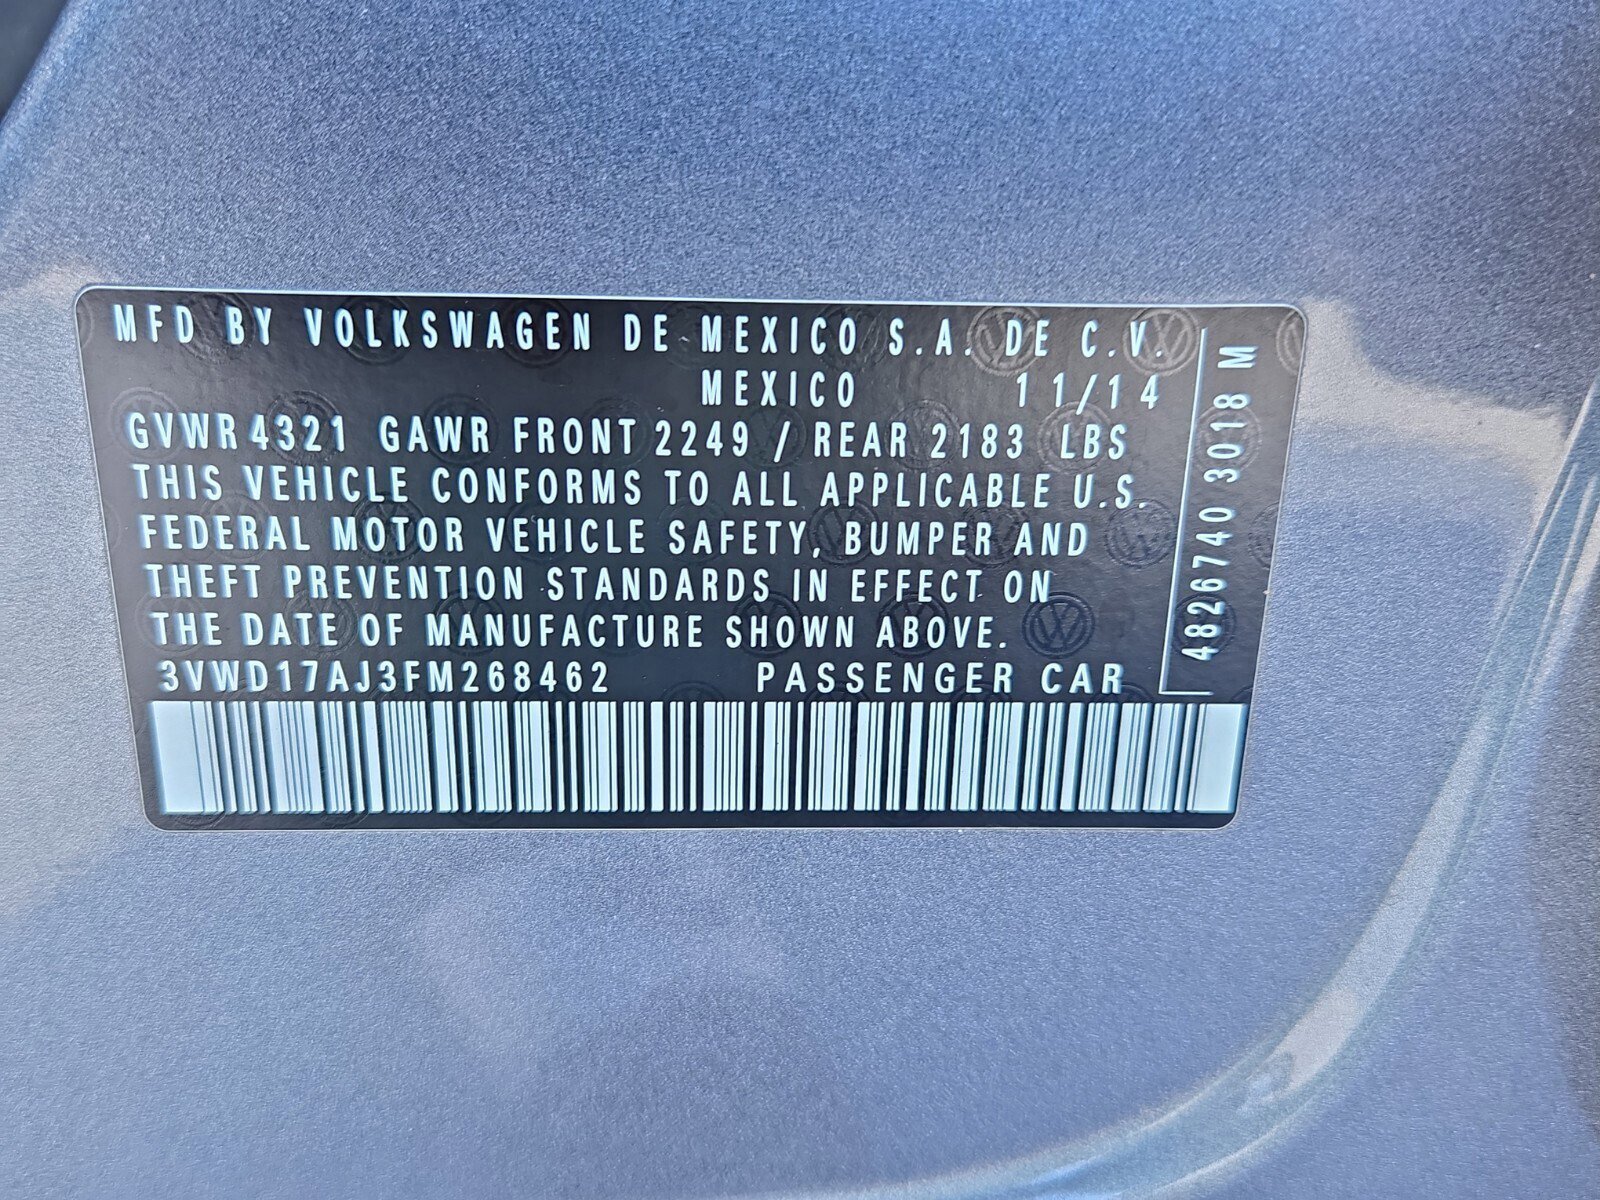 MFD BY VOLKSWAGEN DE MEXICO S.A. DE C.V.
MEXICO 11/14
GVWR 4321 GAWR FRONT 2249 / REAR 2183 LBS
THIS VEHICLE CONFORMS TO ALL APPLICABLE U.S.
FEDERAL MOTOR VEHICLE SAFETY, BUMPER AND
THEFT PREVENTION STANDARDS IN EFFECT ON
THE DATE OF MANUFACTURE SHOWN ABOVE.
3VWD17AJ3FM268462 PASSENGER CAR
4826740 3018 M